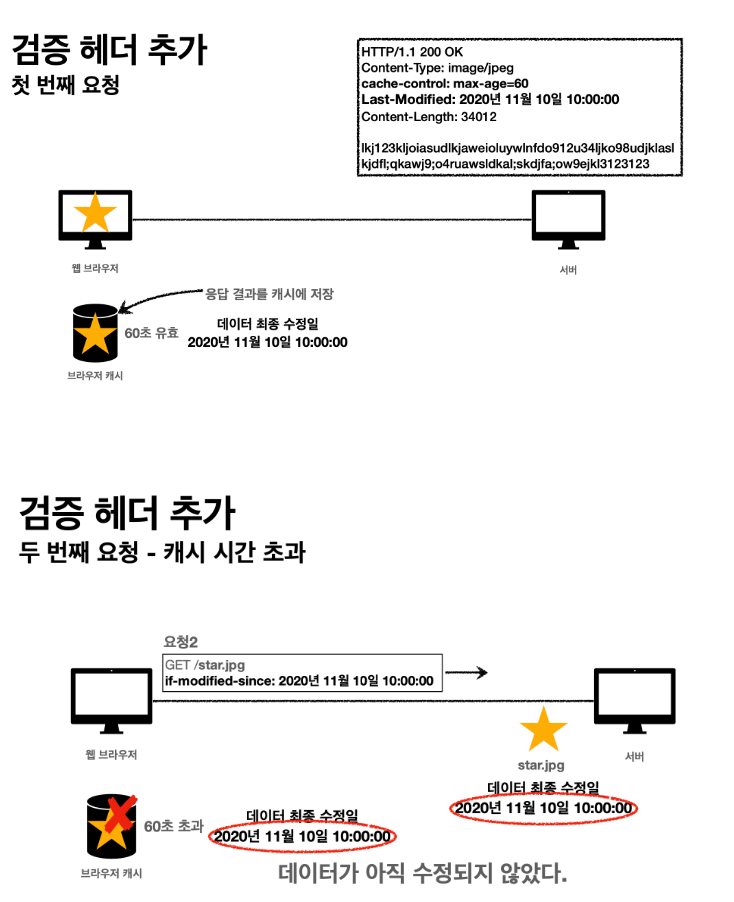 검증 헤더 추가
첫 번째 요청
HTTP/1.1 200 OK
Content-Type: image/jpeg
cache-control: max-age=60
Last-Modified: 2020년 11월 10일 10:00:00
Content-Length: 34012
lkj123kljoiasudlkjaweioluywlnfdo912u34ljko98udjklasl
kjdfl;qkawj9;o4ruawsldkal;skdjfa;ow9ejkl3123123
웹 브라우저
서버
응답 결과를 캐시에 저장
60초 유효
데이터 최종 수정일
2020년 11월 10일 10:00:00
브라우저 캐시
검증 헤더 추가
두 번째 요청 - 캐시 시간 초과
요청2
GET /star.jpg
if-modified-since: 2020년 11월 10일 10:00:00
웹 브라우저
서버
star.jpg
데이터 최종 수정일
2020년 11월 10일 10:00:00
60초 초과
데이터 최종 수정일
2020년 11월 10일 10:00:00
브라우저 캐시
데이터가 아직 수정되지 않았다.